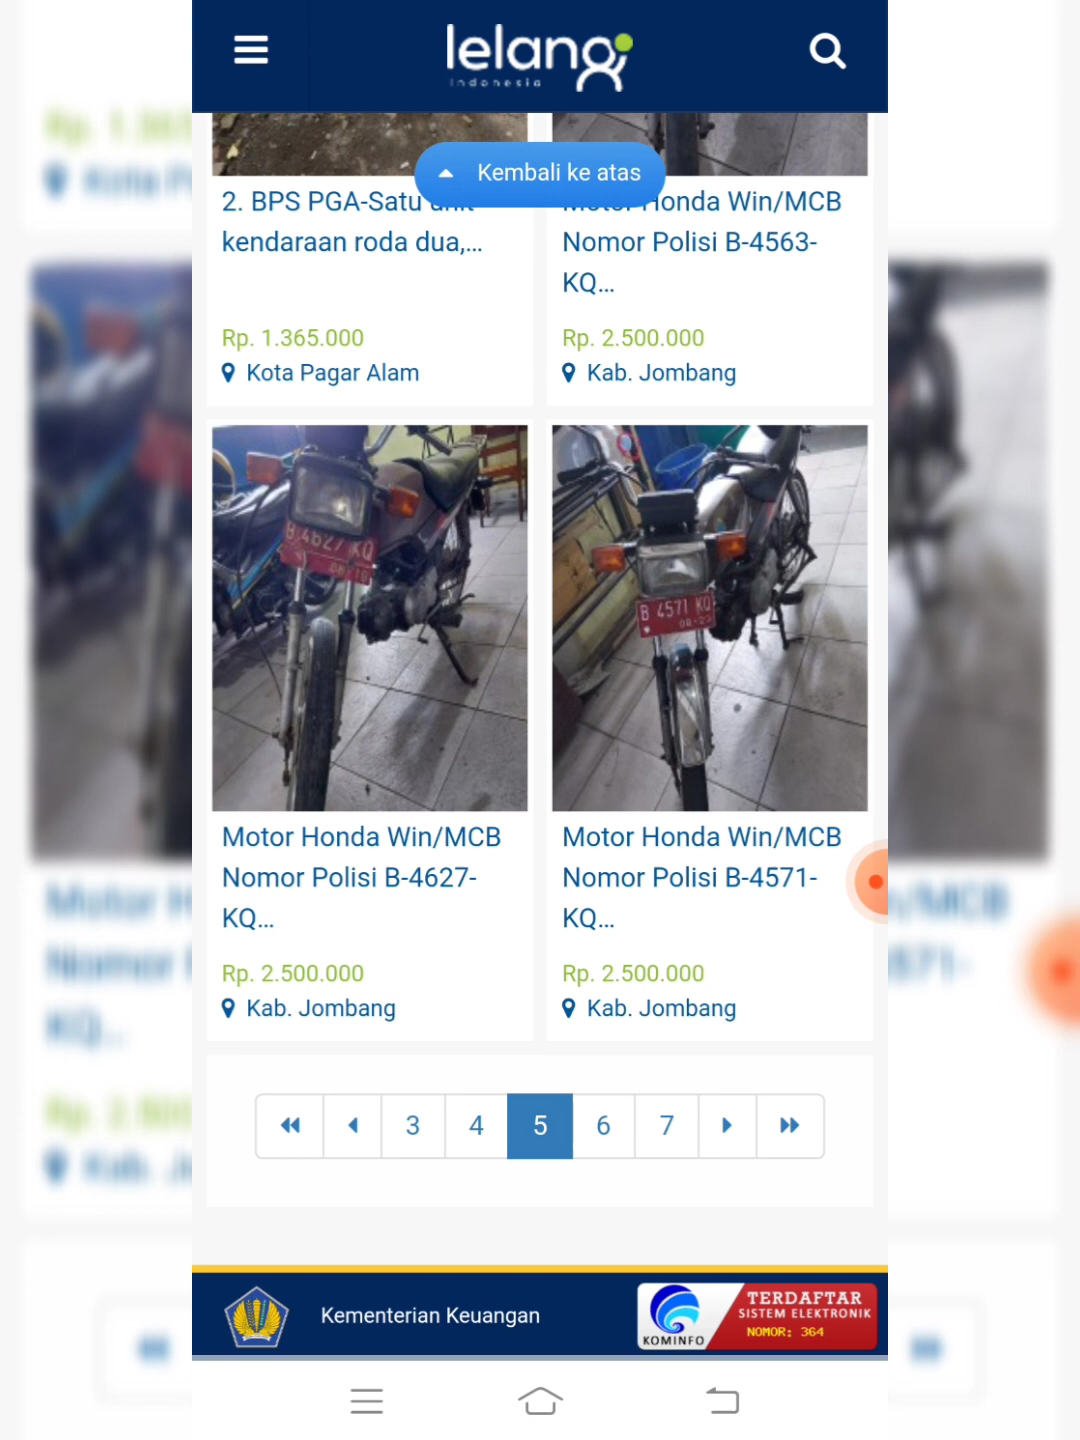 lelang
indonesia
Kembali ke atas
2. BPS PGA-Satu unit
kendaraan roda dua,...
Rp. 1.365.000
Kota Pagar Alam
Motor Honda Win/MCB
Nomor Polisi B-4563-
KQ...
Rp. 2.500.000
Kab. Jombang
B 4627 KQ
08-10
Motor Honda Win/MCB
Nomor Polisi B-4627-
KQ...
Rp. 2.500.000
Kab. Jombang
B 4571 KQ
Motor Honda Win/MCB
Nomor Polisi B-4571-
KQ...
Rp. 2.500.000
Kab. Jombang
3 4 5 6 7
Kementerian Keuangan
KOMINFO
TERDAFTAR
SISTEM ELEKTRONIK
NOMOR: 364